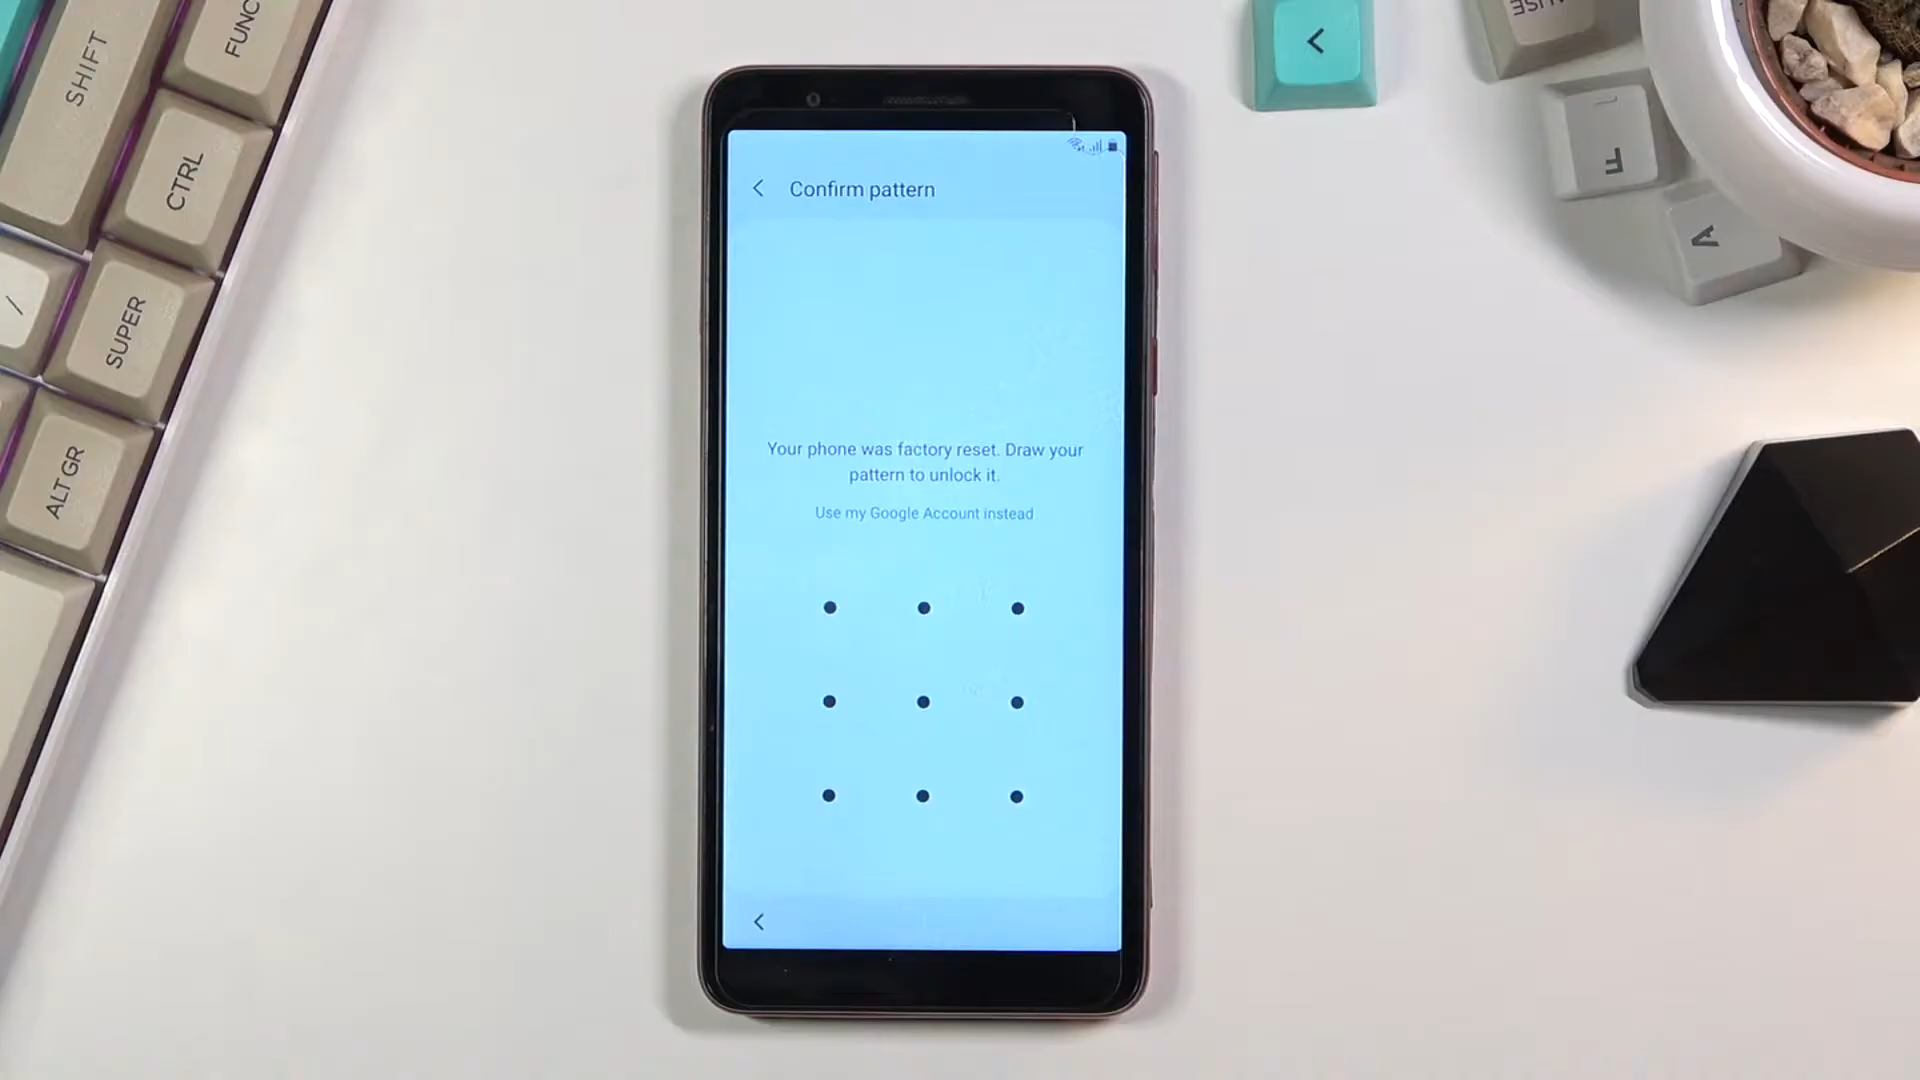 SHIFT
FUNC
CTRL
SUPER
/
ALT GR
<
F
A
Confirm pattern
Your phone was factory reset. Draw your
pattern to unlock it.
Use my Google Account instead